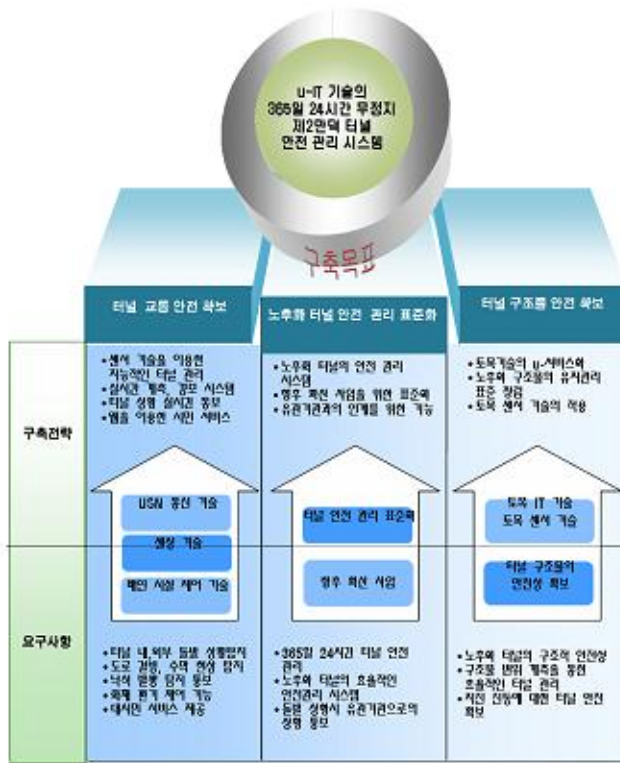 u-IT 기술의
365일 24시간 무정지
제2만덕 터널
안전 관리 시스템
구축목표
터널 교통 안전 확보
노후화 터널 안전 관리 표준화
터널 구조물 안전 확보
구축전략
•센서 기술을 이용한
지능적인 터널 관리
•실시간 계측, 경보 시스템
•터널 상황 실시간 통보
•웹을 이용한 시민 서비스
•노후화 터널의 안전 관리
시스템
•향후 확산 사업을 위한 표준화
•유관기관과의 연계를 위한 기능
•토목기술의 u-서비스화
•노후화 구조물의 유지관리
표준 정립
•토목 센서 기술의 적용
USN 통신 기술
센싱 기술
메인 시설 제어 기술
터널 안전 관리 표준화
향후 확산 사업
토목 IT 기술
토목 센서 기술
터널 구조물의
안전성 확보
요구사항
•터널 내,외부 돌발 상황탐지
•도로 결빙, 수막 현상 탐지
•낙하 탐지 통보
•화재 제어 기능
•대시민 서비스 제공
•365일 24시간 터널 안전
관리
•노후화 터널의 효율적인
안전관리 시스템
•돌발 상황시 유관기관으로의
상황 통보
•노후화 터널의 구조적 안전성
•구조물 변위 계측을 통한
효율적인 터널 관리
•지진 진동에 대한 터널 안전
확보